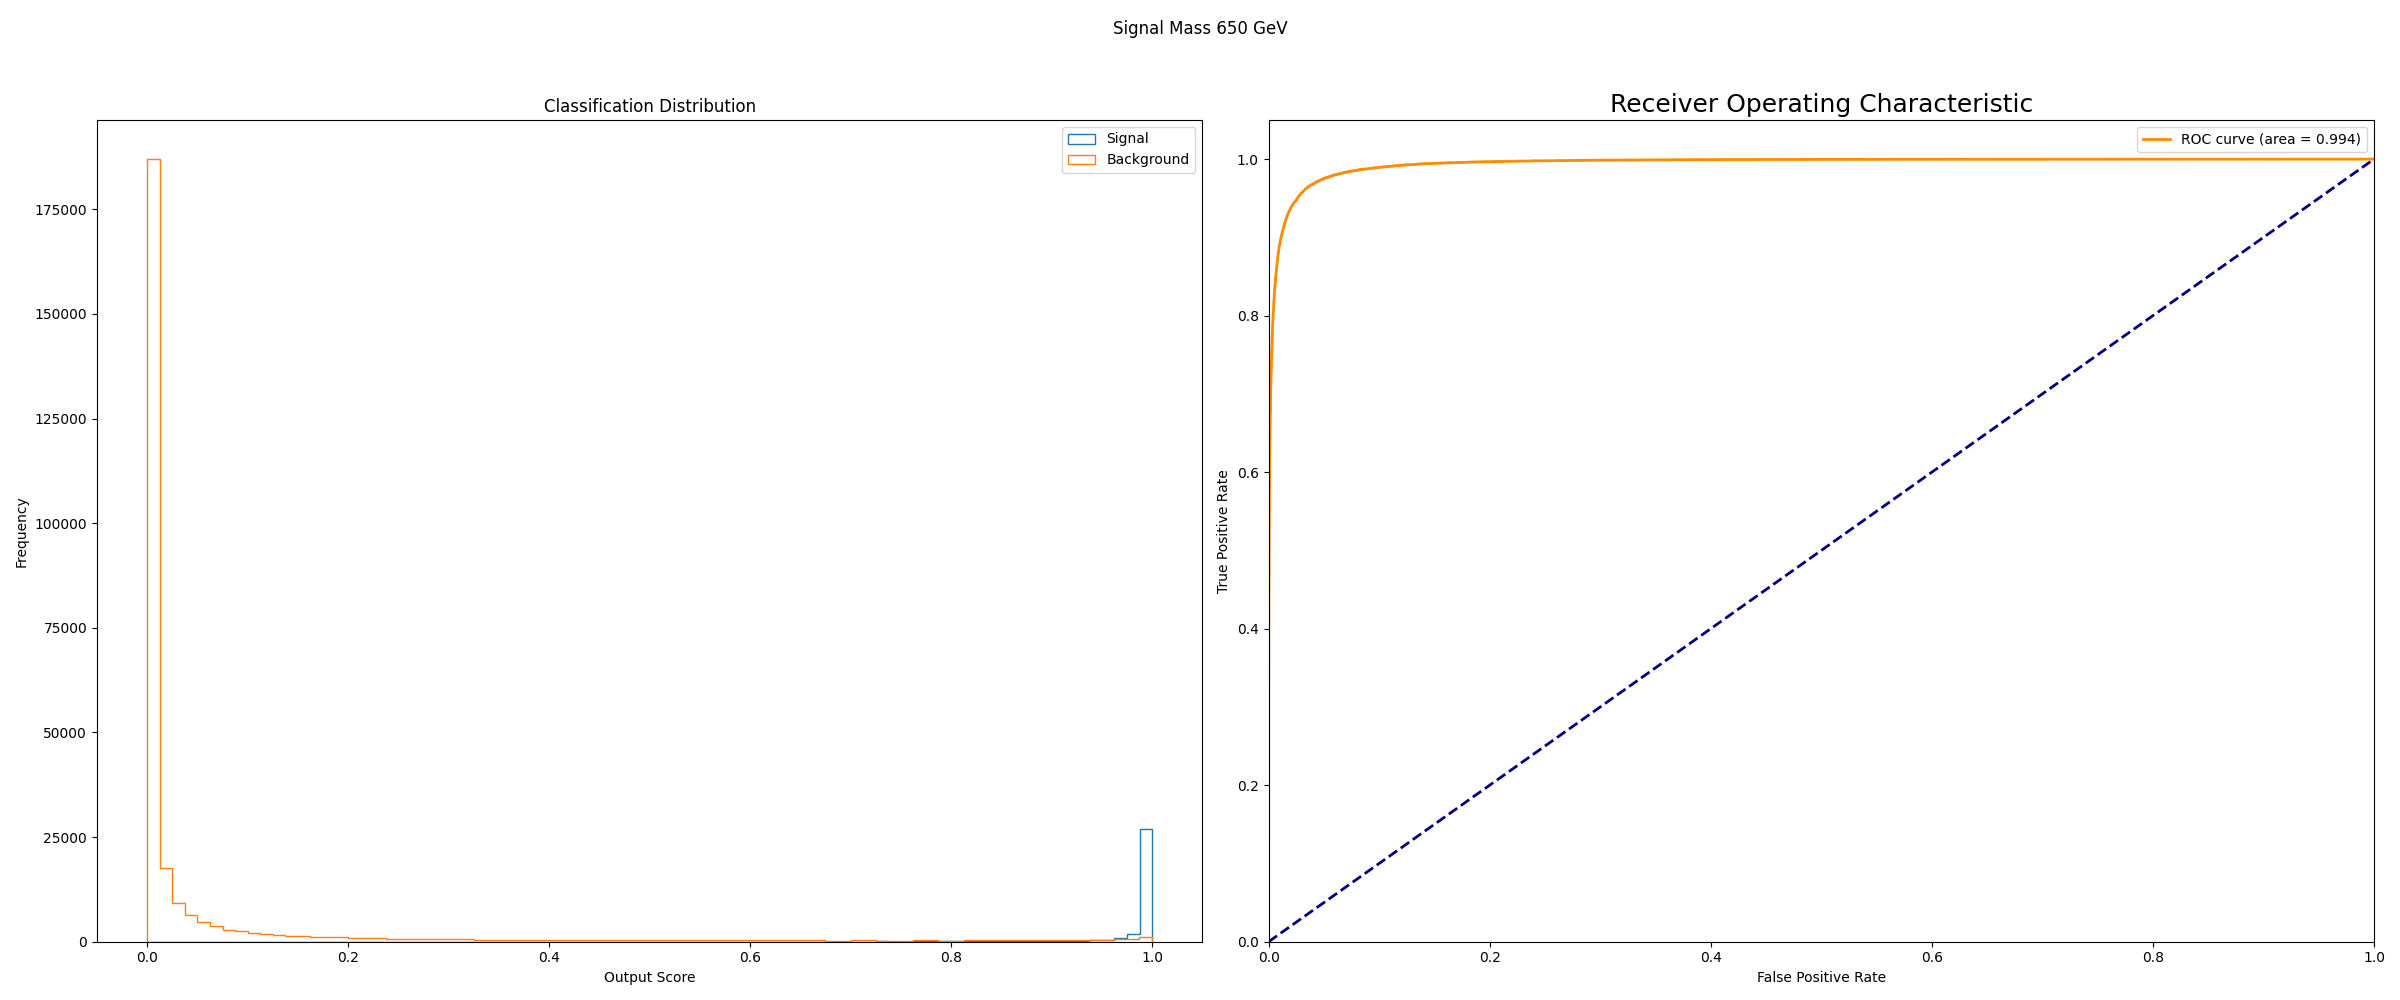 Signal Mass 650 GeV
Classification Distribution
Signal
Background
175000
150000
125000
100000
75000
50000
25000
0
Frequency
0.0 0.2 0.4 0.6 0.8 1.0
Output Score
Receiver Operating Characteristic
ROC curve (area = 0.994)
1.0
0.8
0.6
0.4
0.2
0.0
True Positive Rate
0.0 0.2 0.4 0.6 0.8 1.0
False Positive Rate